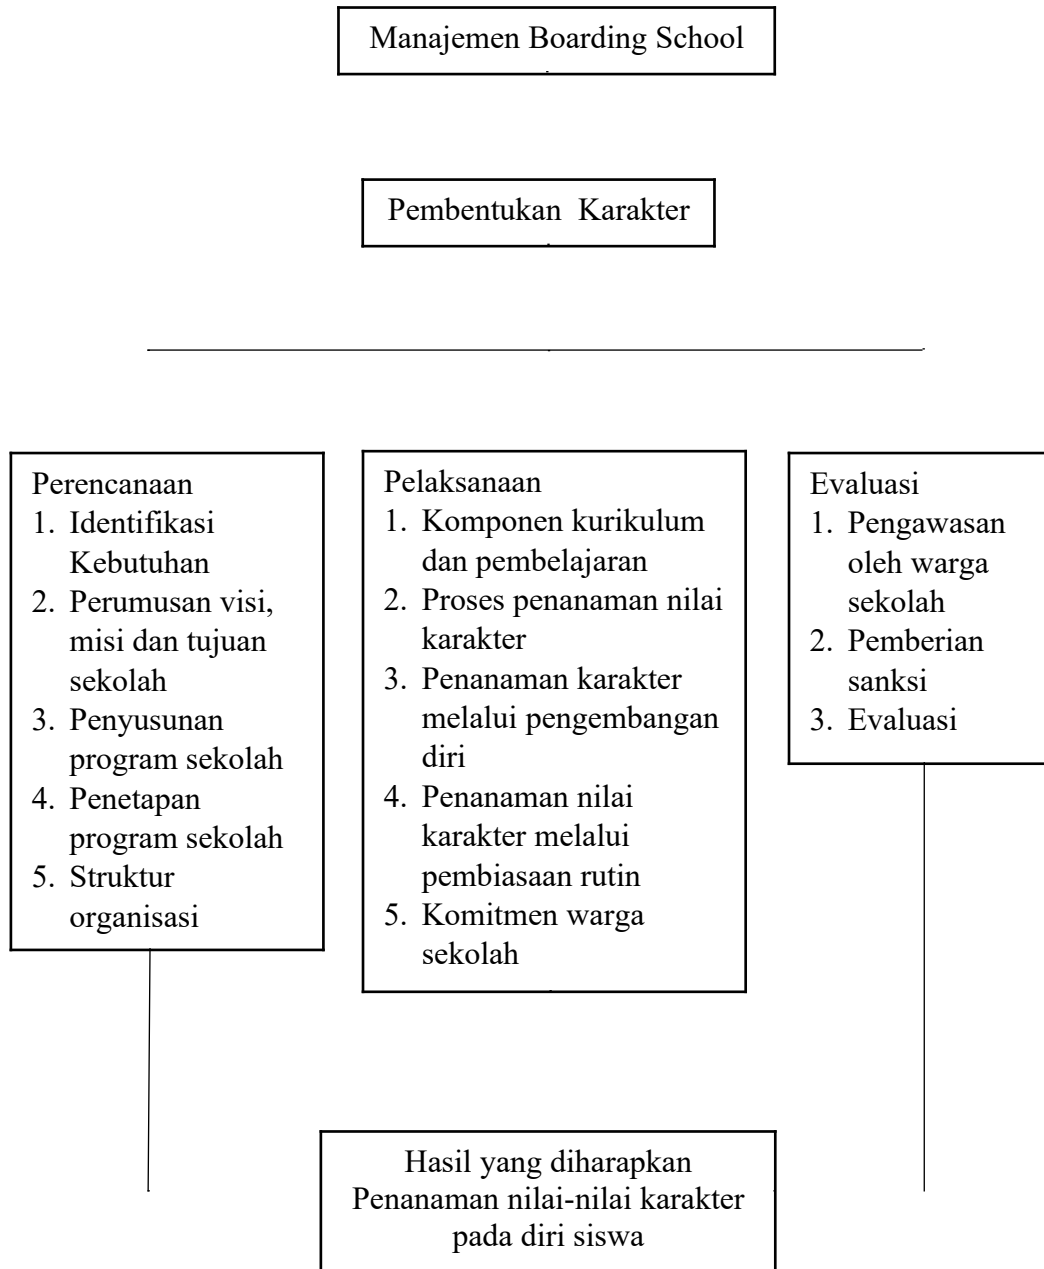 Manajemen Boarding School
Pembentukan  Karakter
Perencanaan
1. Identifikasi
Kebutuhan
2. Perumusan visi,
misi dan tujuan
sekolah
3. Penyusunan
program sekolah
4. Penetapan
program sekolah
5. Struktur
organisasi
Pelaksanaan
1. Komponen kurikulum
dan pembelajaran
2. Proses penanaman nilai
karakter
3. Penanaman karakter
melalui pengembangan
diri
4. Penanaman nilai
karakter melalui
pembiasaan rutin
5. Komitmen warga
sekolah
Evaluasi
1. Pengawasan
oleh warga
sekolah
2. Pemberian
sanksi
3. Evaluasi
Hasil yang diharapkan
Penanaman nilai-nilai karakter
pada diri siswa